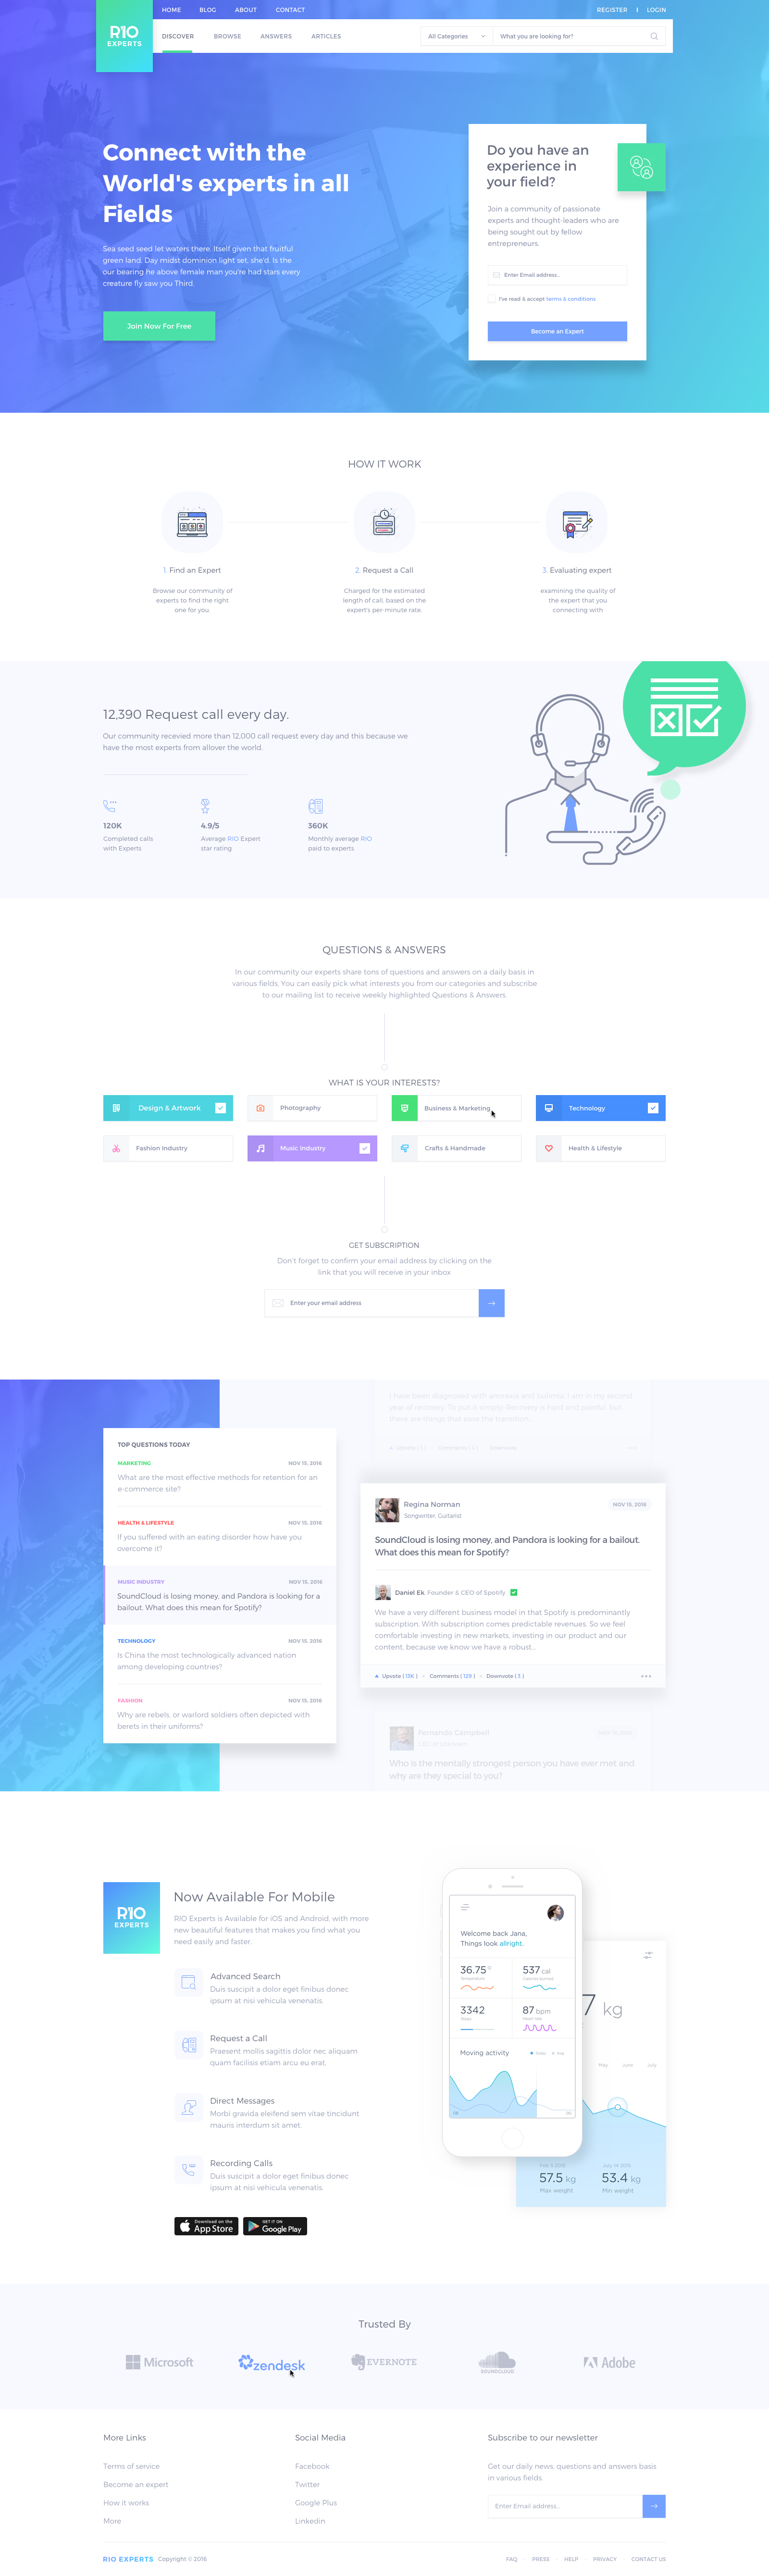 HOME BLOG ABOUT CONTACT
REGISTER | LOGIN
R10
EXPERTS
DISCOVER BROWSE ANSWERS ARTICLES
All Categories
What you are looking for?
Connect with the
World's experts in all
Fields
Sea seed seed let waters there. Itself given that fruitful
green land. Day midst dominion light set, she'd. Is the
our bearing he above female man you're had stars every
creature fly saw you Third.
Join Now For Free
Do you have an
experience in
your field?
Join a community of passionate
experts and thought-leaders who are
being sought out by fellow
entrepreneurs.
Enter Email address...
I've read & accept terms & conditions
Become an Expert
HOW IT WORK
1. Find an Expert
Browse our community of
experts to find the right
one for you.
2. Request a Call
Charged for the estimated
length of call, based on the
expert's per-minute rate.
3. Evaluating expert
examining the quality of
the expert that you
connecting with
12,390 Request call every day.
Our community recevied more than 12,000 call request every day and this because we
have the most experts from allover the world.
120K
Completed calls
with Experts
4.9/5
Average RIO Expert
star rating
360K
Monthly average RIO
paid to experts
QUESTIONS & ANSWERS
In our community our experts share tons of questions and answers on a daily basis in
various fields. You can easily pick what interests you from our categories and subscribe
to our mailing list to receive weekly highlighted Questions & Answers.
WHAT IS YOUR INTERESTS?
Design & Artwork
Photography
Business & Marketing
Technology
Fashion Industry
Music Industry
Crafts & Handmade
Health & Lifestyle
GET SUBSCRIPTION
Don't forget to confirm your email address by clicking on the
link that you will receive in your inbox
Enter your email address
TOP QUESTIONS TODAY
MARKETING NOV 15, 2016
What are the most effective methods for retention for an
e-commerce site?
HEALTH & LIFESTYLE NOV 15, 2016
If you suffered with an eating disorder how have you
overcome it?
MUSIC INDUSTRY NOV 15, 2016
SoundCloud is losing money, and Pandora is looking for a
bailout. What does this mean for Spotify?
TECHNOLOGY NOV 15, 2016
Is China the most technologically advanced nation
among developing countries?
FASHION NOV 15, 2016
Why are rebels, or warlord soldiers often depicted with
berets in their uniforms?
I have been diagnosed with anorexia and bulimia. I am in my second
year of recovery. To put it simply: Recovery is hard and painful, but
there are things that ease the transition...
Regina Norman
NOV 15, 2016
Songwriter, Guitarist
SoundCloud is losing money, and Pandora is looking for a bailout.
What does this mean for Spotify?
Daniel Ek, Founder & CEO of Spotify
We have a very different business model in that Spotify is predominantly
subscription. With subscription comes predictable revenues. So we feel
comfortable investing in new markets, investing in our product and our
content, because we know we have a robust...
Upvote ( 15K ) Comments ( 129 ) Downvote ( 3 )
Fernando Campbell
Who is the mentally strongest person you have ever met and
why are they special to you?
R10
EXPERTS
Now Available For Mobile
RIO Experts is Available for iOS and Android, with more
new beautiful features that makes you find what you
need easily and faster.
Advanced Search
Duis suscipit a dolor eget finibus donec
ipsum at nisi vehicula venenatis.
Request a Call
Praesent mollis sagittis dolor nec aliquam
quam facilisis etiam arcu eu erat.
Direct Messages
Morbi gravida eleifend sem vitae tincidunt
mauris interdum sit amet.
Recording Calls
Duis suscipit a dolor eget finibus donec
ipsum at nisi vehicula venenatis.
Download on the
App Store
GET IT ON
Google Play
Welcome back Jana,
Things look allright.
36.75
Temperature
537 cal
Calories burned
3342
Steps
87 bpm
Heart rate
Moving activity
Today Avg
7 kg
May June July
Feb 5 2015
57.5 kg
Max weight
July 14 2015
53.4 kg
Min weight
Trusted By
Microsoft
zendesk
EVERNOTE
SOUNDCLOUD
Adobe
More Links
Terms of service
Become an expert
How it works
More
Social Media
Facebook
Twitter
Google Plus
Linkedin
Subscribe to our newsletter
Get our daily news, questions and answers basis
in various fields.
Enter Email address...
RIO EXPERTS Copyright © 2016
FAQ PRESS HELP PRIVACY CONTACT US